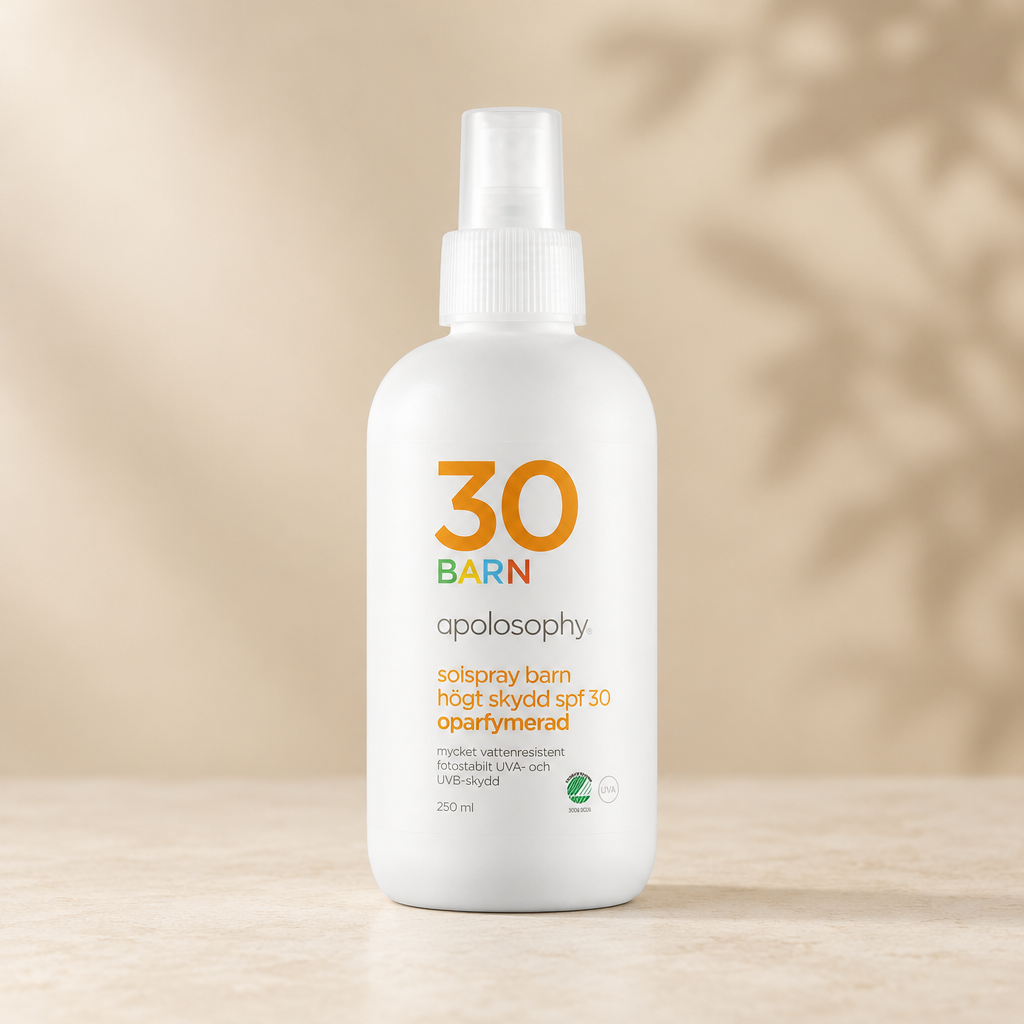 30
BARN
apolosophy®
soispray barn
högt skydd spf 30
oparfymerad
mycket vattenresistent
fotostabilt UVA- och
UVB-skydd
250 ml
UVA